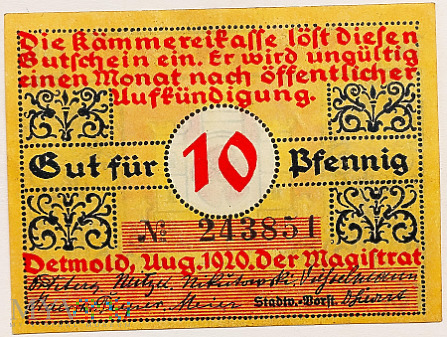 Die Kämmereikasse löst diesen
Gutschein ein. Er wird ungültig
einen Monat nach öffentlicher
Aufkündigung.
Gut für 10 Pfennig
№ 243851
Detmold, Aug. 1920. Der Magistrat
Meier Stadtv.-Vorst.